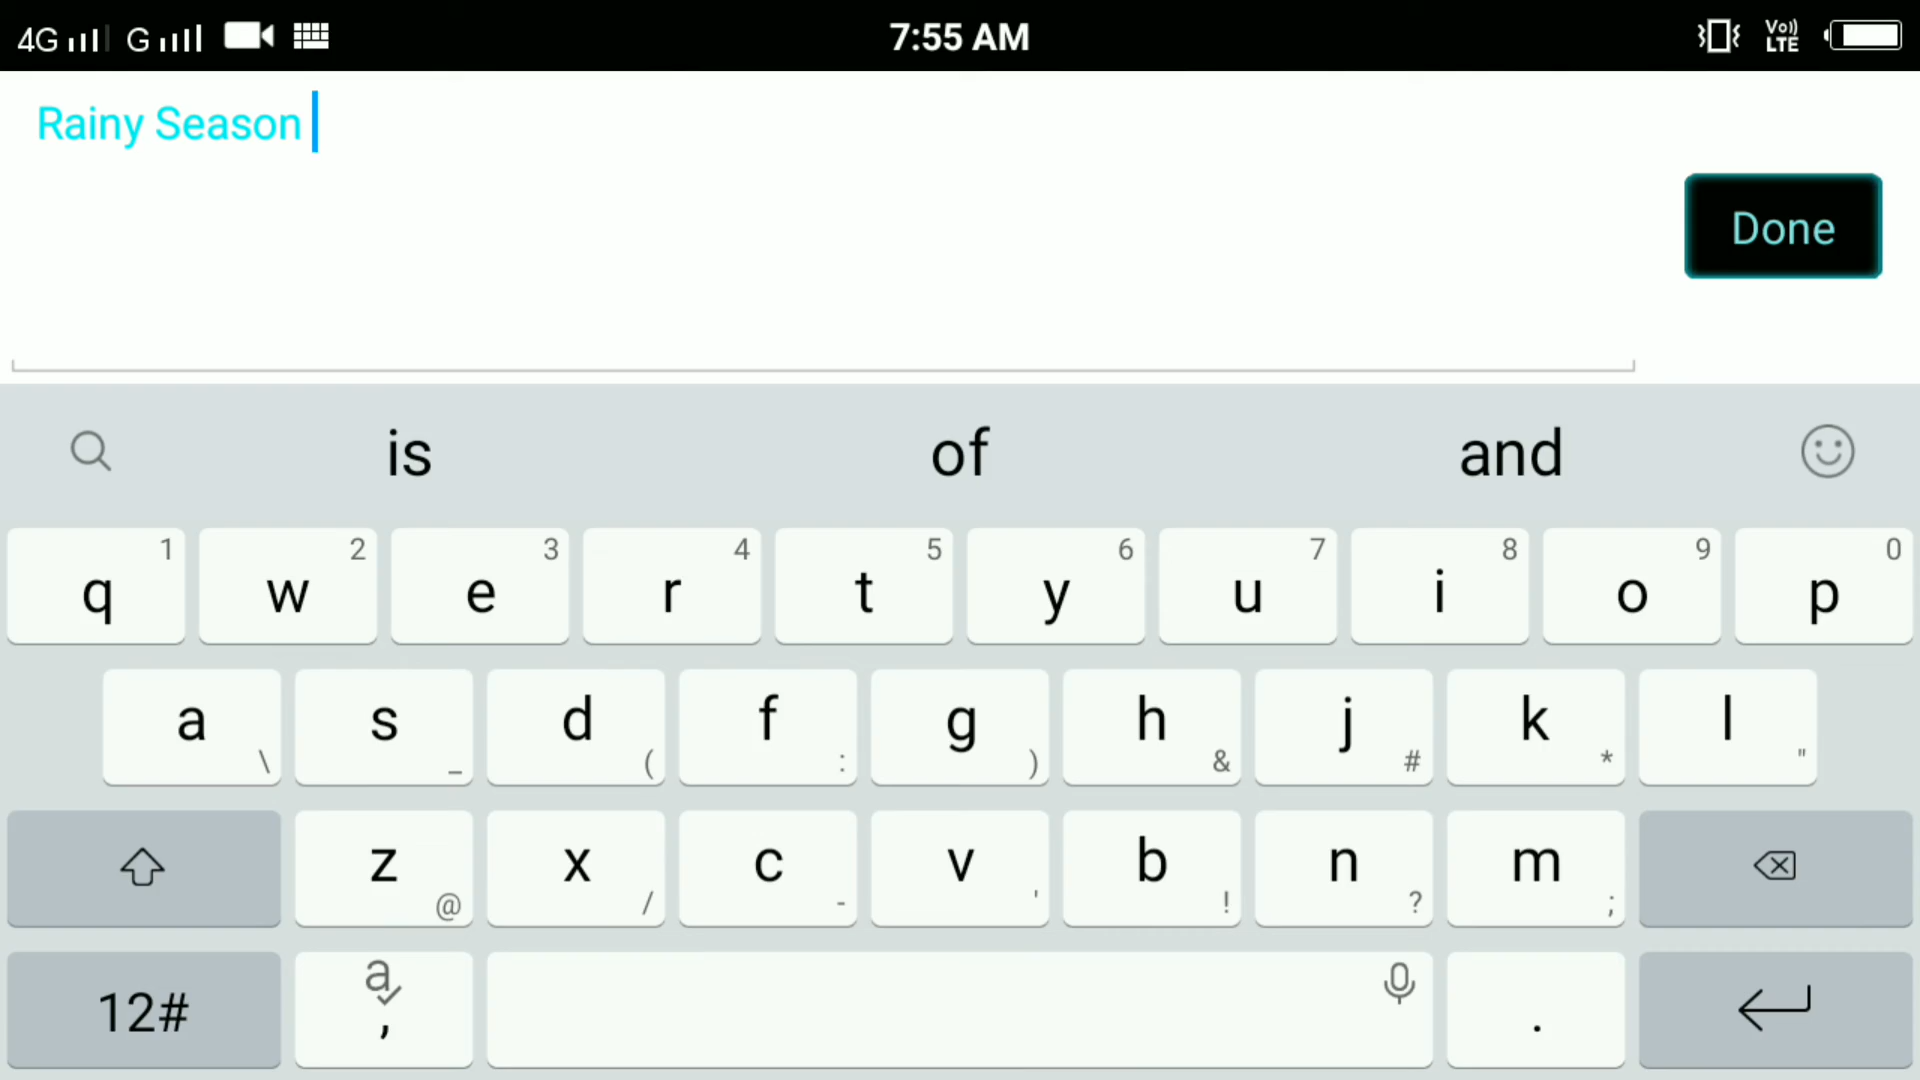 4G G 7:55 AM Vo)) LTE
Rainy Season
Done
is of and
1 2 3 4 5 6 7 8 9 0
q w e r t y u i o p
a s d f g h j k l
\ _ ( : ) & # * "
z x c v b n m
@ / - ' ! ? ;
12# a , .